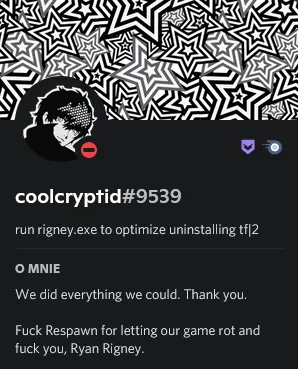 coolcryptid#9539
run rigney.exe to optimize uninstalling tf|2
O MNIE
We did everything we could. Thank you.
Fuck Respawn for letting our game rot and
fuck you, Ryan Rigney.